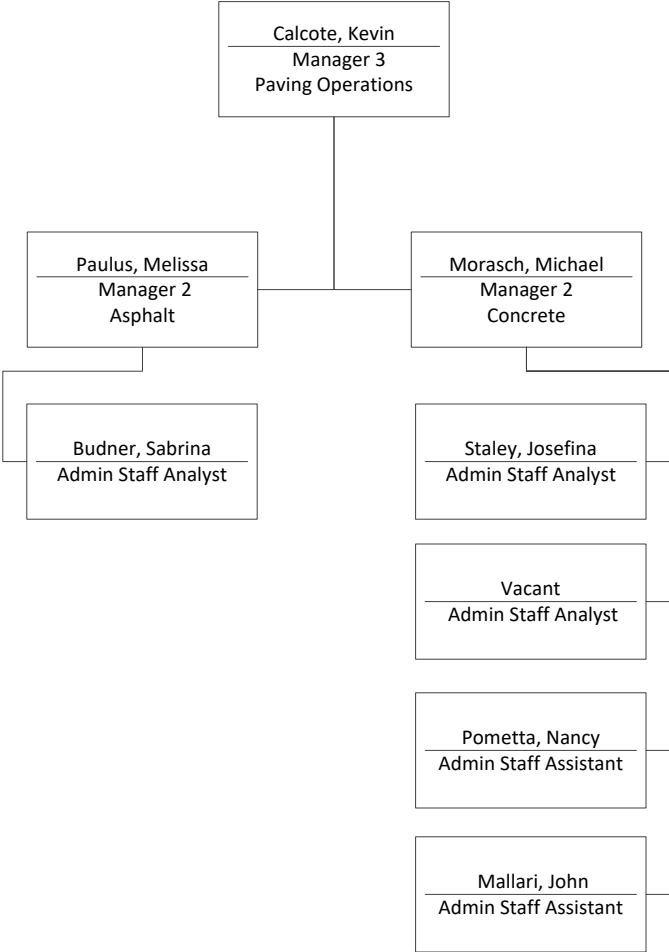 Calcote, Kevin
Manager 3
Paving Operations
Paulus, Melissa
Manager 2
Asphalt
Morasch, Michael
Manager 2
Concrete
Budner, Sabrina
Admin Staff Analyst
Staley, Josefina
Admin Staff Analyst
Vacant
Admin Staff Analyst
Pometta, Nancy
Admin Staff Assistant
Mallari, John
Admin Staff Assistant